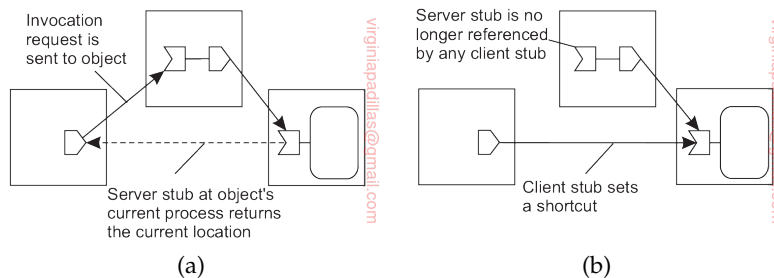 Invocation
request is
sent to object
Server stub at object's
current process returns
the current location
(a)
virginiapadillas@gmail.com
Server stub is no
longer referenced
by any client stub
Client stub sets
a shortcut
(b)